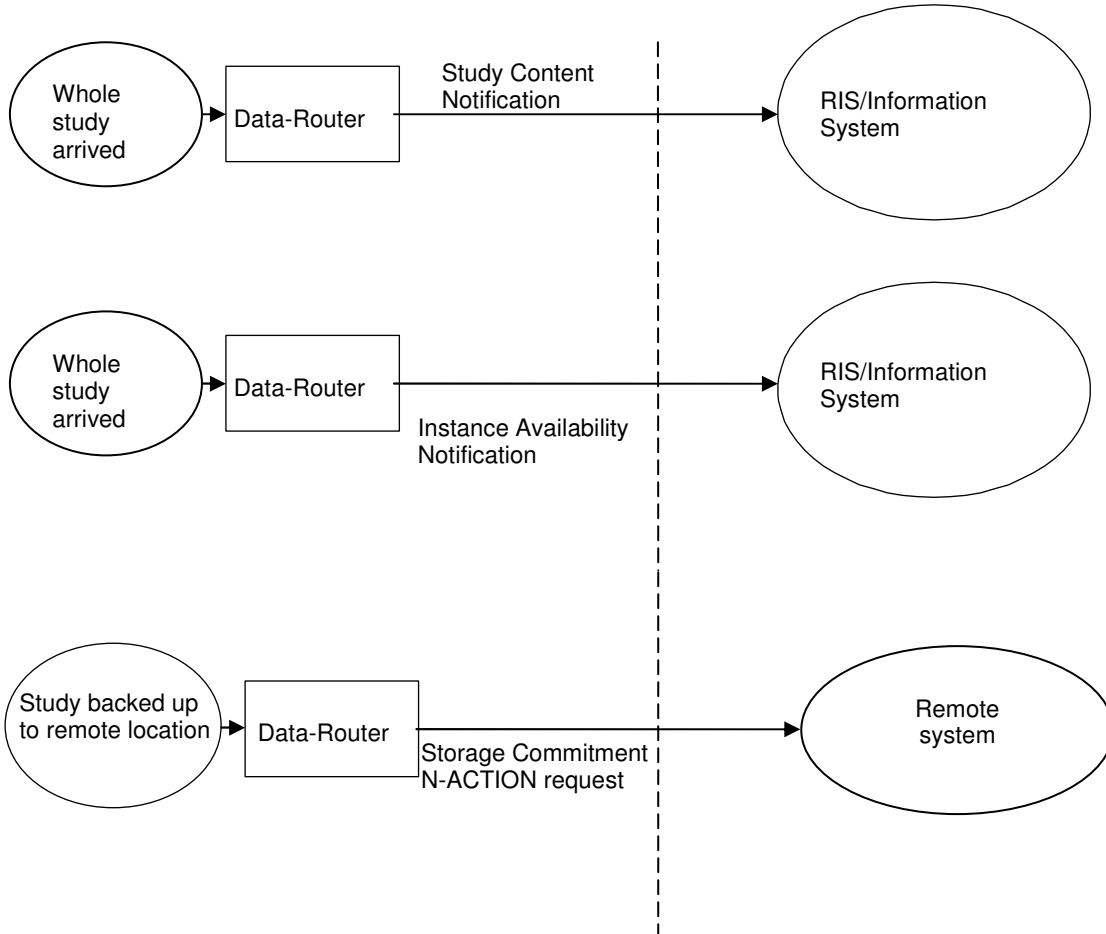 Whole
study
arrived
Data-Router
Study Content
Notification
RIS/Information
System
Whole
study
arrived
Data-Router
Instance Availability
Notification
RIS/Information
System
Study backed up
to remote location
Data-Router
Storage Commitment
N-ACTION request
Remote
system